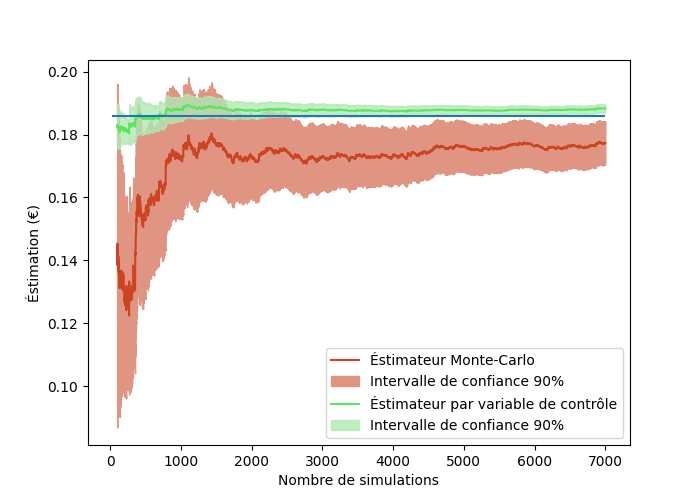 0.20
0.18
0.16
0.14
0.12
0.10
Éstimation (€)
0 1000 2000 3000 4000 5000 6000 7000
Nombre de simulations
Éstimateur Monte-Carlo
Intervalle de confiance 90%
Éstimateur par variable de contrôle
Intervalle de confiance 90%